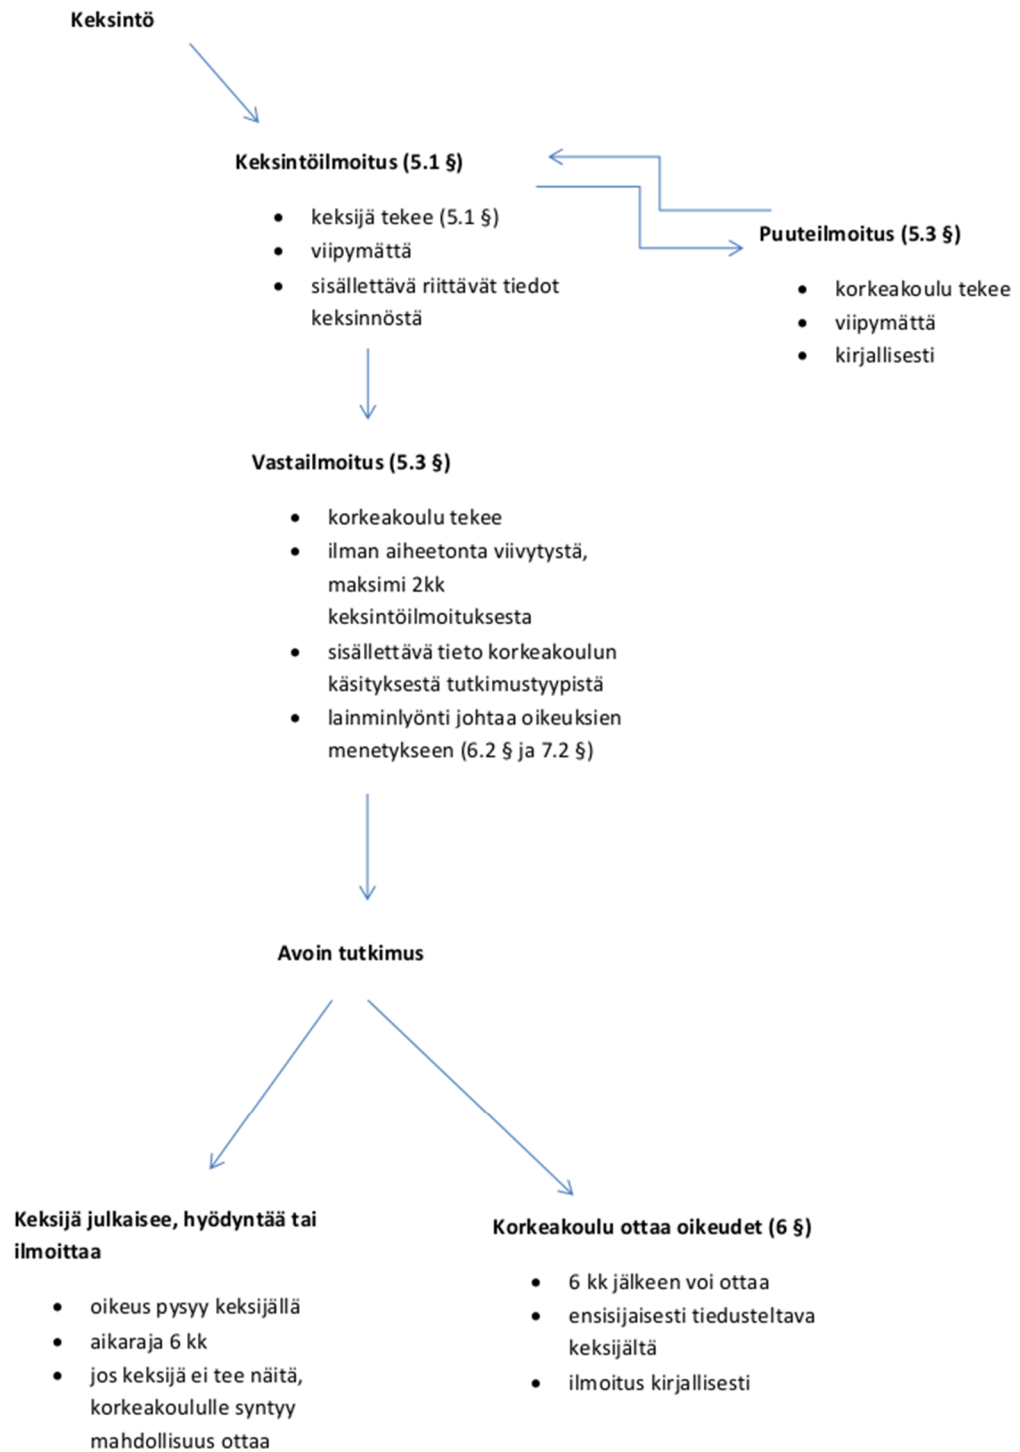 Keksintö
Keksintöilmoitus (5.1 §)
• keksijä tekee (5.1 §)
• viipymättä
• sisällettävä riittävät tiedot
keksinnöstä
Puuteilmoitus (5.3 §)
• korkeakoulu tekee
• viipymättä
• kirjallisesti
Vastailmoitus (5.3 §)
• korkeakoulu tekee
• ilman aiheetonta viivytystä,
maksimi 2kk
keksintöilmoituksesta
• sisällettävä tieto korkeakoulun
käsityksestä tutkimustyypistä
• lainminlyönti johtaa oikeuksien
menetykseen (6.2 § ja 7.2 §)
Avoin tutkimus
Keksijä julkaisee, hyödyntää tai
ilmoittaa
• oikeus pysyy keksijällä
• aikaraja 6 kk
• jos keksijä ei tee näitä,
korkeakoululle syntyy
mahdollisuus ottaa
Korkeakoulu ottaa oikeudet (6 §)
• 6 kk jälkeen voi ottaa
• ensisijaisesti tiedusteltava
keksijältä
• ilmoitus kirjallisesti